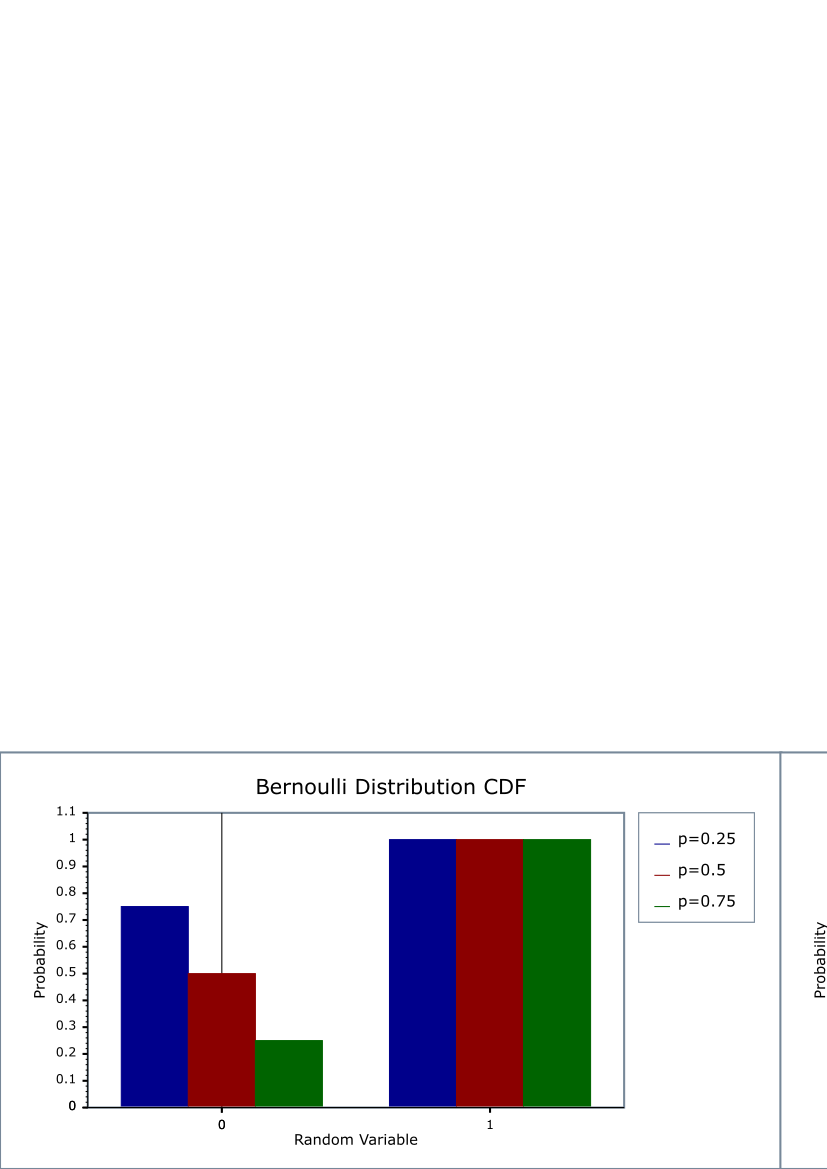 Bernoulli Distribution CDF
1.1
1
0.9
0.8
0.7
0.6
0.5
0.4
0.3
0.2
0.1
0
Probability
0 1
Random Variable
p=0.25
p=0.5
p=0.75
Probability